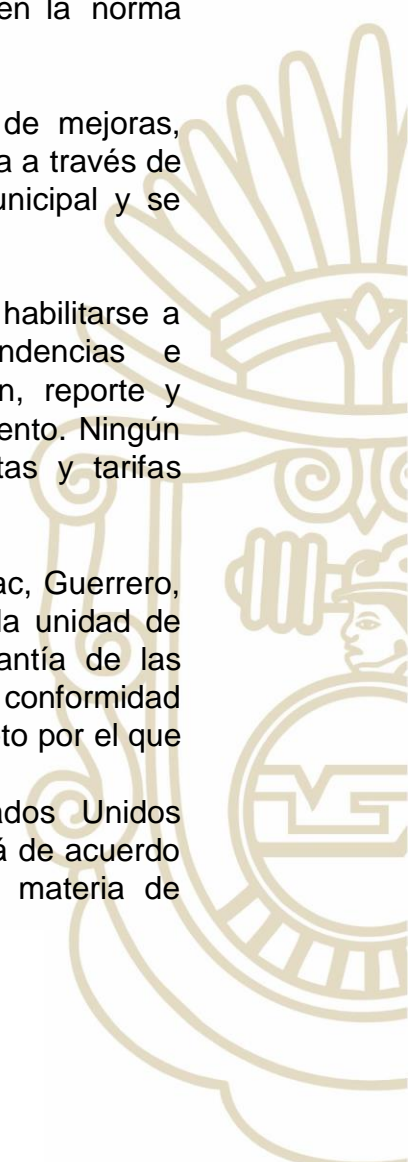 en la norma
de mejoras,
a a través de
unicipal y se
habilitarse a
ndencias e
n, reporte y
ento. Ningún
tas y tarifas
ac, Guerrero,
la unidad de
antía de las
conformidad
to por el que
ados Unidos
á de acuerdo
materia de